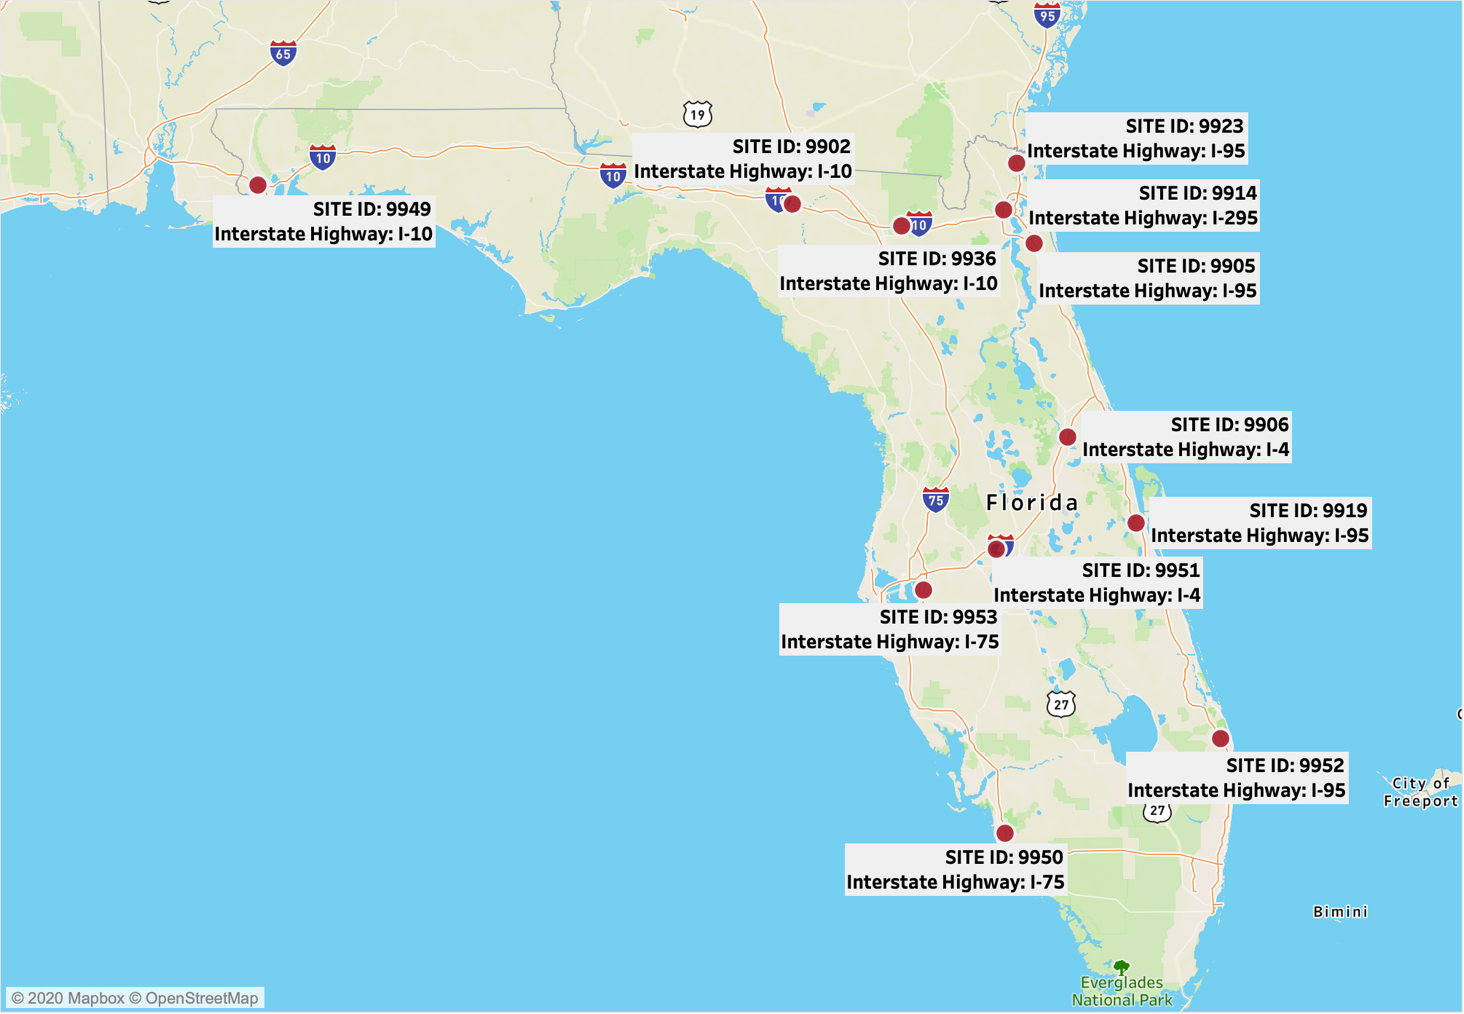 95
65
19
SITE ID: 9923
Interstate Highway: I-95
SITE ID: 9902
Interstate Highway: I-10
10
10
10
SITE ID: 9914
Interstate Highway: I-295
SITE ID: 9949
Interstate Highway: I-10
10
SITE ID: 9936
Interstate Highway: I-10
SITE ID: 9905
Interstate Highway: I-95
SITE ID: 9906
Interstate Highway: I-4
75
Florida
SITE ID: 9919
Interstate Highway: I-95
SITE ID: 9951
Interstate Highway: I-4
SITE ID: 9953
Interstate Highway: I-75
27
SITE ID: 9952
Interstate Highway: I-95
City of
Freeport
27
SITE ID: 9950
Interstate Highway: I-75
Bimini
Everglades
National Park
© 2020 Mapbox © OpenStreetMap